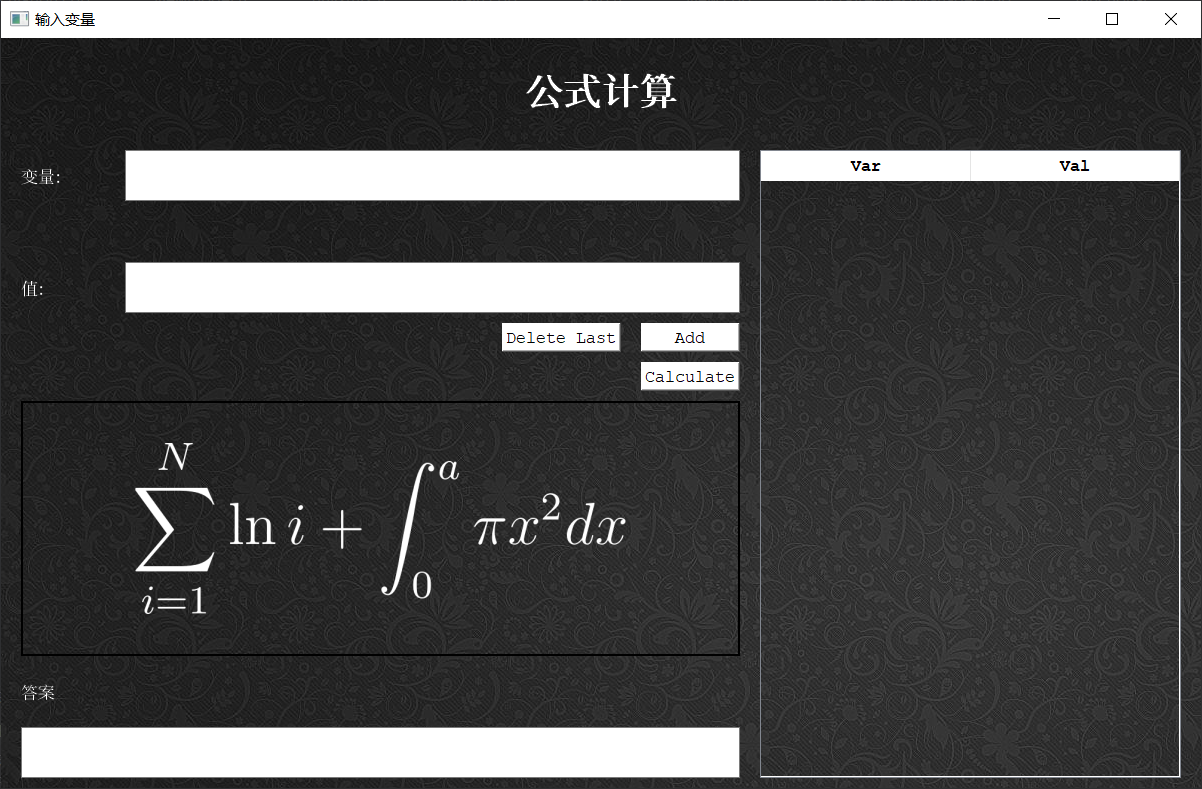 输入变量
公式计算
变量:
Var Val
值:
Delete Last Add
Calculate
\sum_{i=1}^{N} \ln i + \int_{0}^{a} \pi x^2 dx
答案